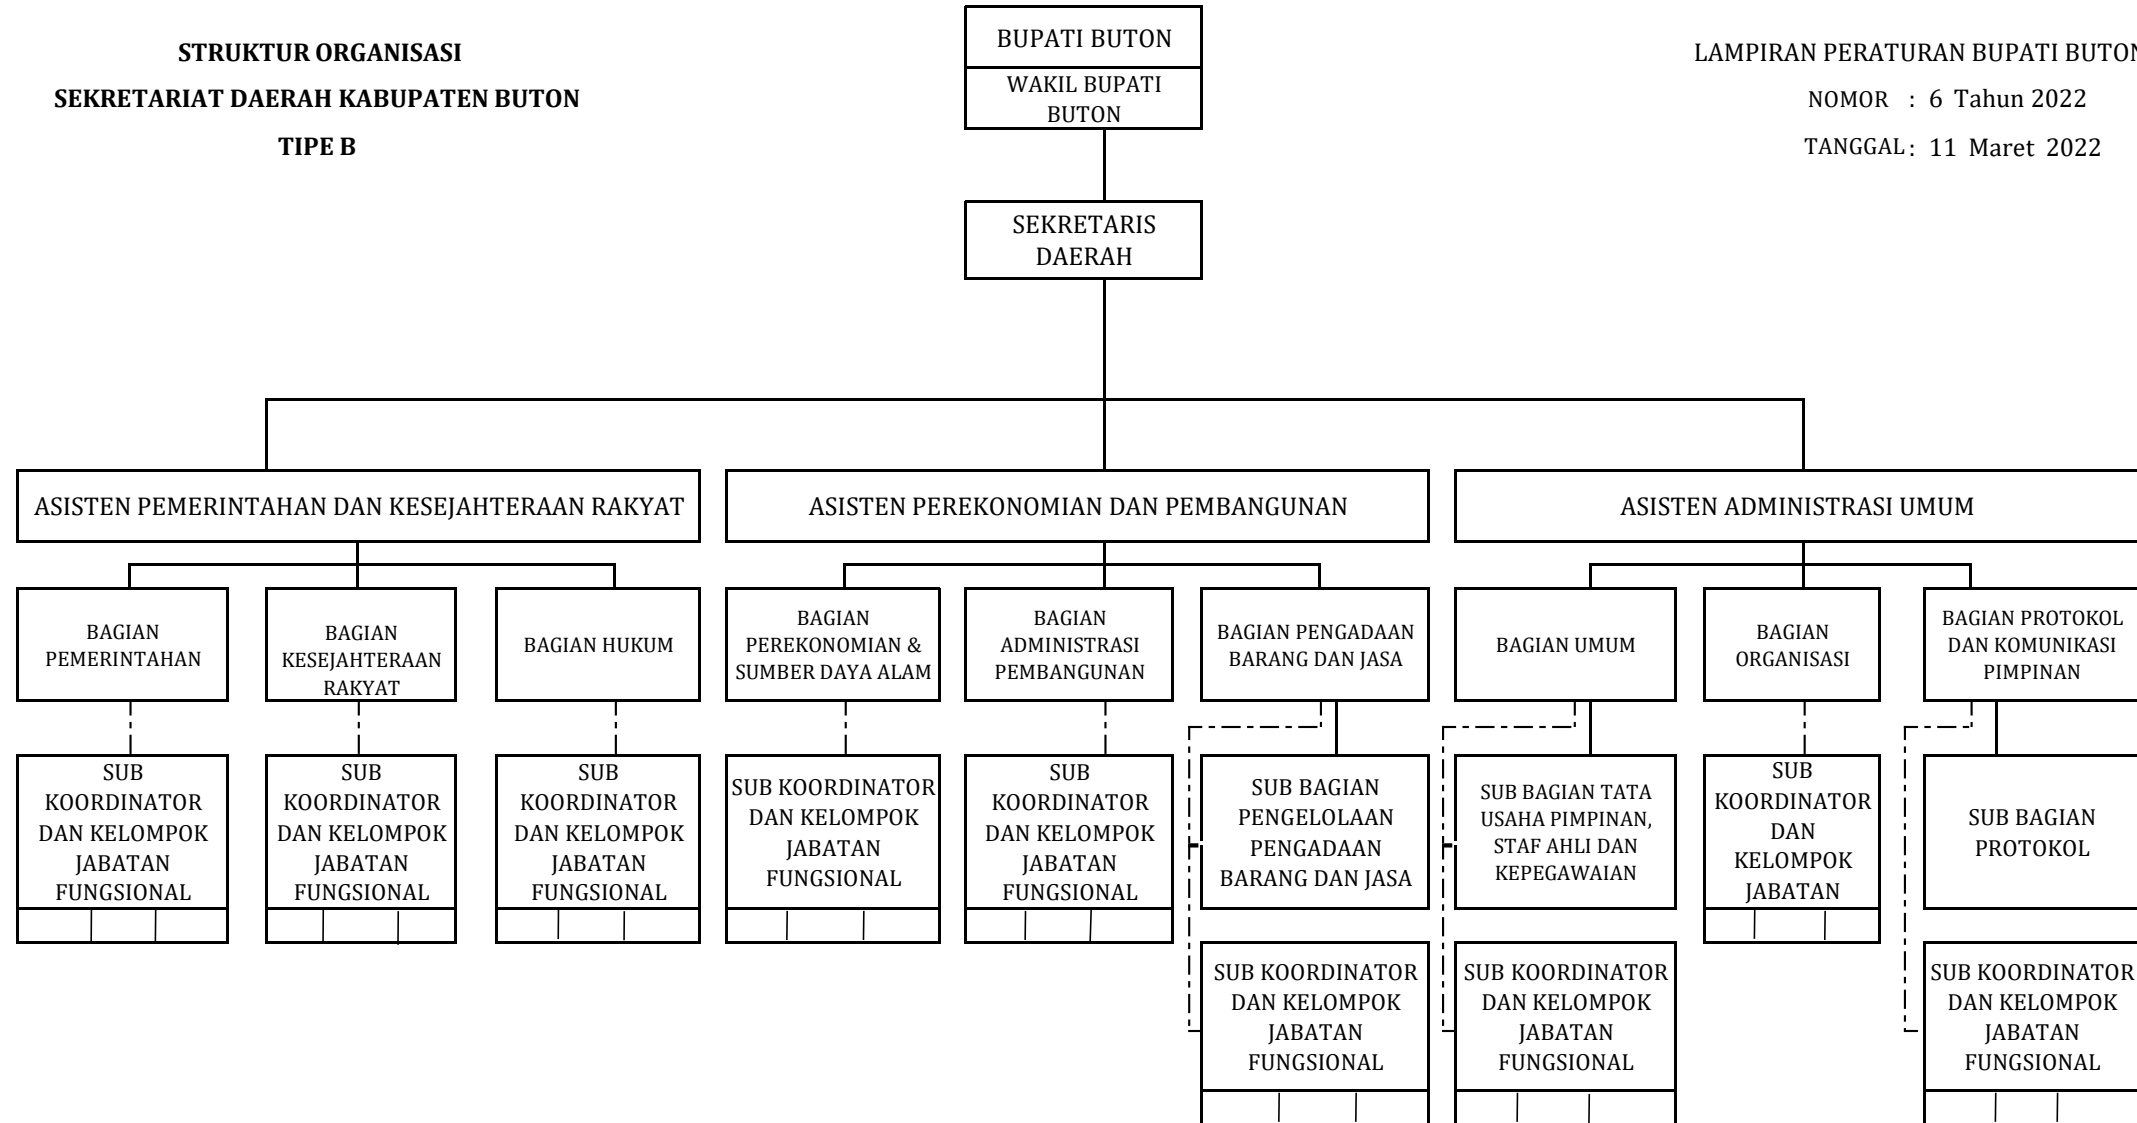 STRUKTUR ORGANISASI
SEKRETARIAT DAERAH KABUPATEN BUTON
TIPE B
BUPATI BUTON
WAKIL BUPATI
BUTON
LAMPIRAN PERATURAN BUPATI BUTON
NOMOR : 6 Tahun 2022
TANGGAL : 11 Maret 2022
SEKRETARIS
DAERAH
ASISTEN PEMERINTAHAN DAN KESEJAHTERAAN RAKYAT
ASISTEN PEREKONOMIAN DAN PEMBANGUNAN
ASISTEN ADMINISTRASI UMUM
BAGIAN
PEMERINTAHAN
BAGIAN
KESEJAHTERAAN
RAKYAT
BAGIAN HUKUM
BAGIAN
PEREKONOMIAN &
SUMBER DAYA ALAM
BAGIAN
ADMINISTRASI
PEMBANGUNAN
BAGIAN PENGADAAN
BARANG DAN JASA
BAGIAN UMUM
BAGIAN
ORGANISASI
BAGIAN PROTOKOL
DAN KOMUNIKASI
PIMPINAN
SUB
KOORDINATOR
DAN KELOMPOK
JABATAN
FUNGSIONAL
SUB
KOORDINATOR
DAN KELOMPOK
JABATAN
FUNGSIONAL
SUB
KOORDINATOR
DAN KELOMPOK
JABATAN
FUNGSIONAL
SUB KOORDINATOR
DAN KELOMPOK
JABATAN
FUNGSIONAL
SUB
KOORDINATOR
DAN KELOMPOK
JABATAN
FUNGSIONAL
SUB BAGIAN
PENGELOLAAN
PENGADAAN
BARANG DAN JASA
SUB BAGIAN TATA
USAHA PIMPINAN,
STAF AHLI DAN
KEPEGAWAIAN
SUB
KOORDINATOR
DAN
KELOMPOK
JABATAN
SUB BAGIAN
PROTOKOL
SUB KOORDINATOR
DAN KELOMPOK
JABATAN
FUNGSIONAL
SUB KOORDINATOR
DAN KELOMPOK
JABATAN
FUNGSIONAL
SUB KOORDINATOR
DAN KELOMPOK
JABATAN
FUNGSIONAL